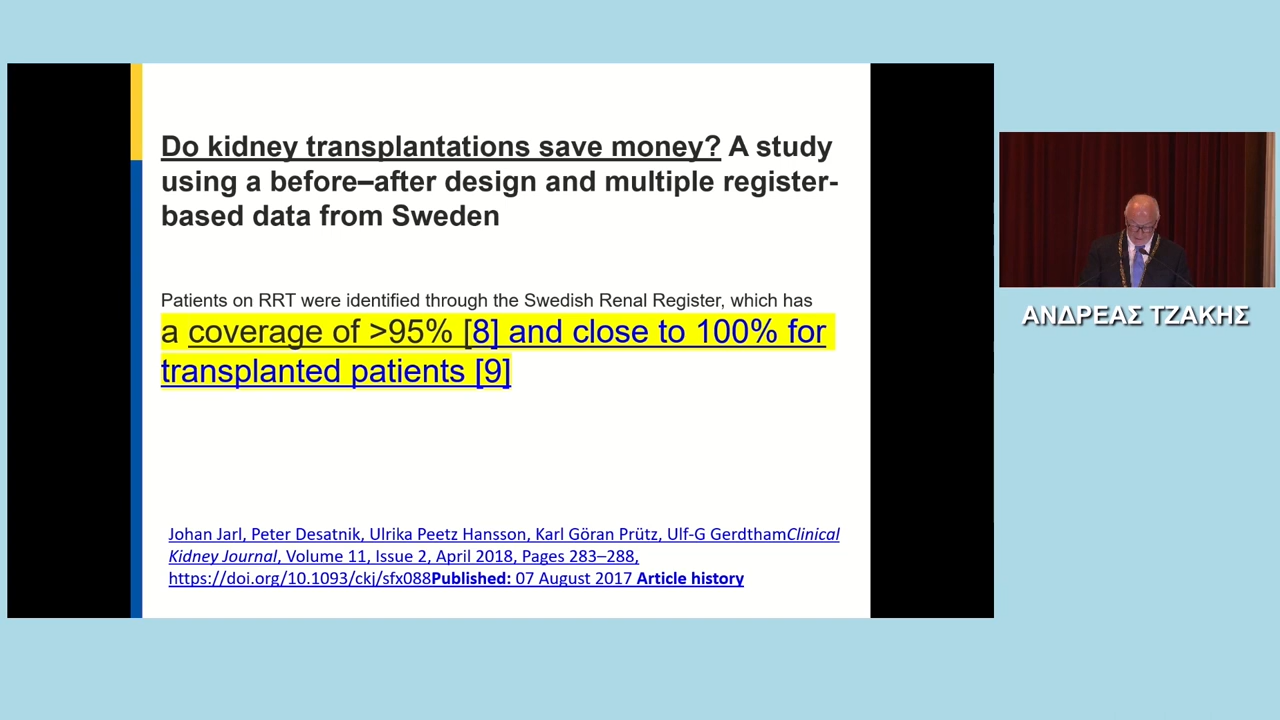 Do kidney transplantations save money? A study
using a before–after design and multiple register-
based data from Sweden
Patients on RRT were identified through the Swedish Renal Register, which has
a coverage of >95% [8] and close to 100% for
transplanted patients [9]
Johan Jarl, Peter Desatnik, Ulrika Peetz Hansson, Karl Göran Prütz, Ulf-G GerdthamClinical
Kidney Journal, Volume 11, Issue 2, April 2018, Pages 283–288,
https://doi.org/10.1093/ckj/sfx088Published: 07 August 2017 Article history
ΑΝΔΡΕΑΣ ΤΖΑΚΗΣ